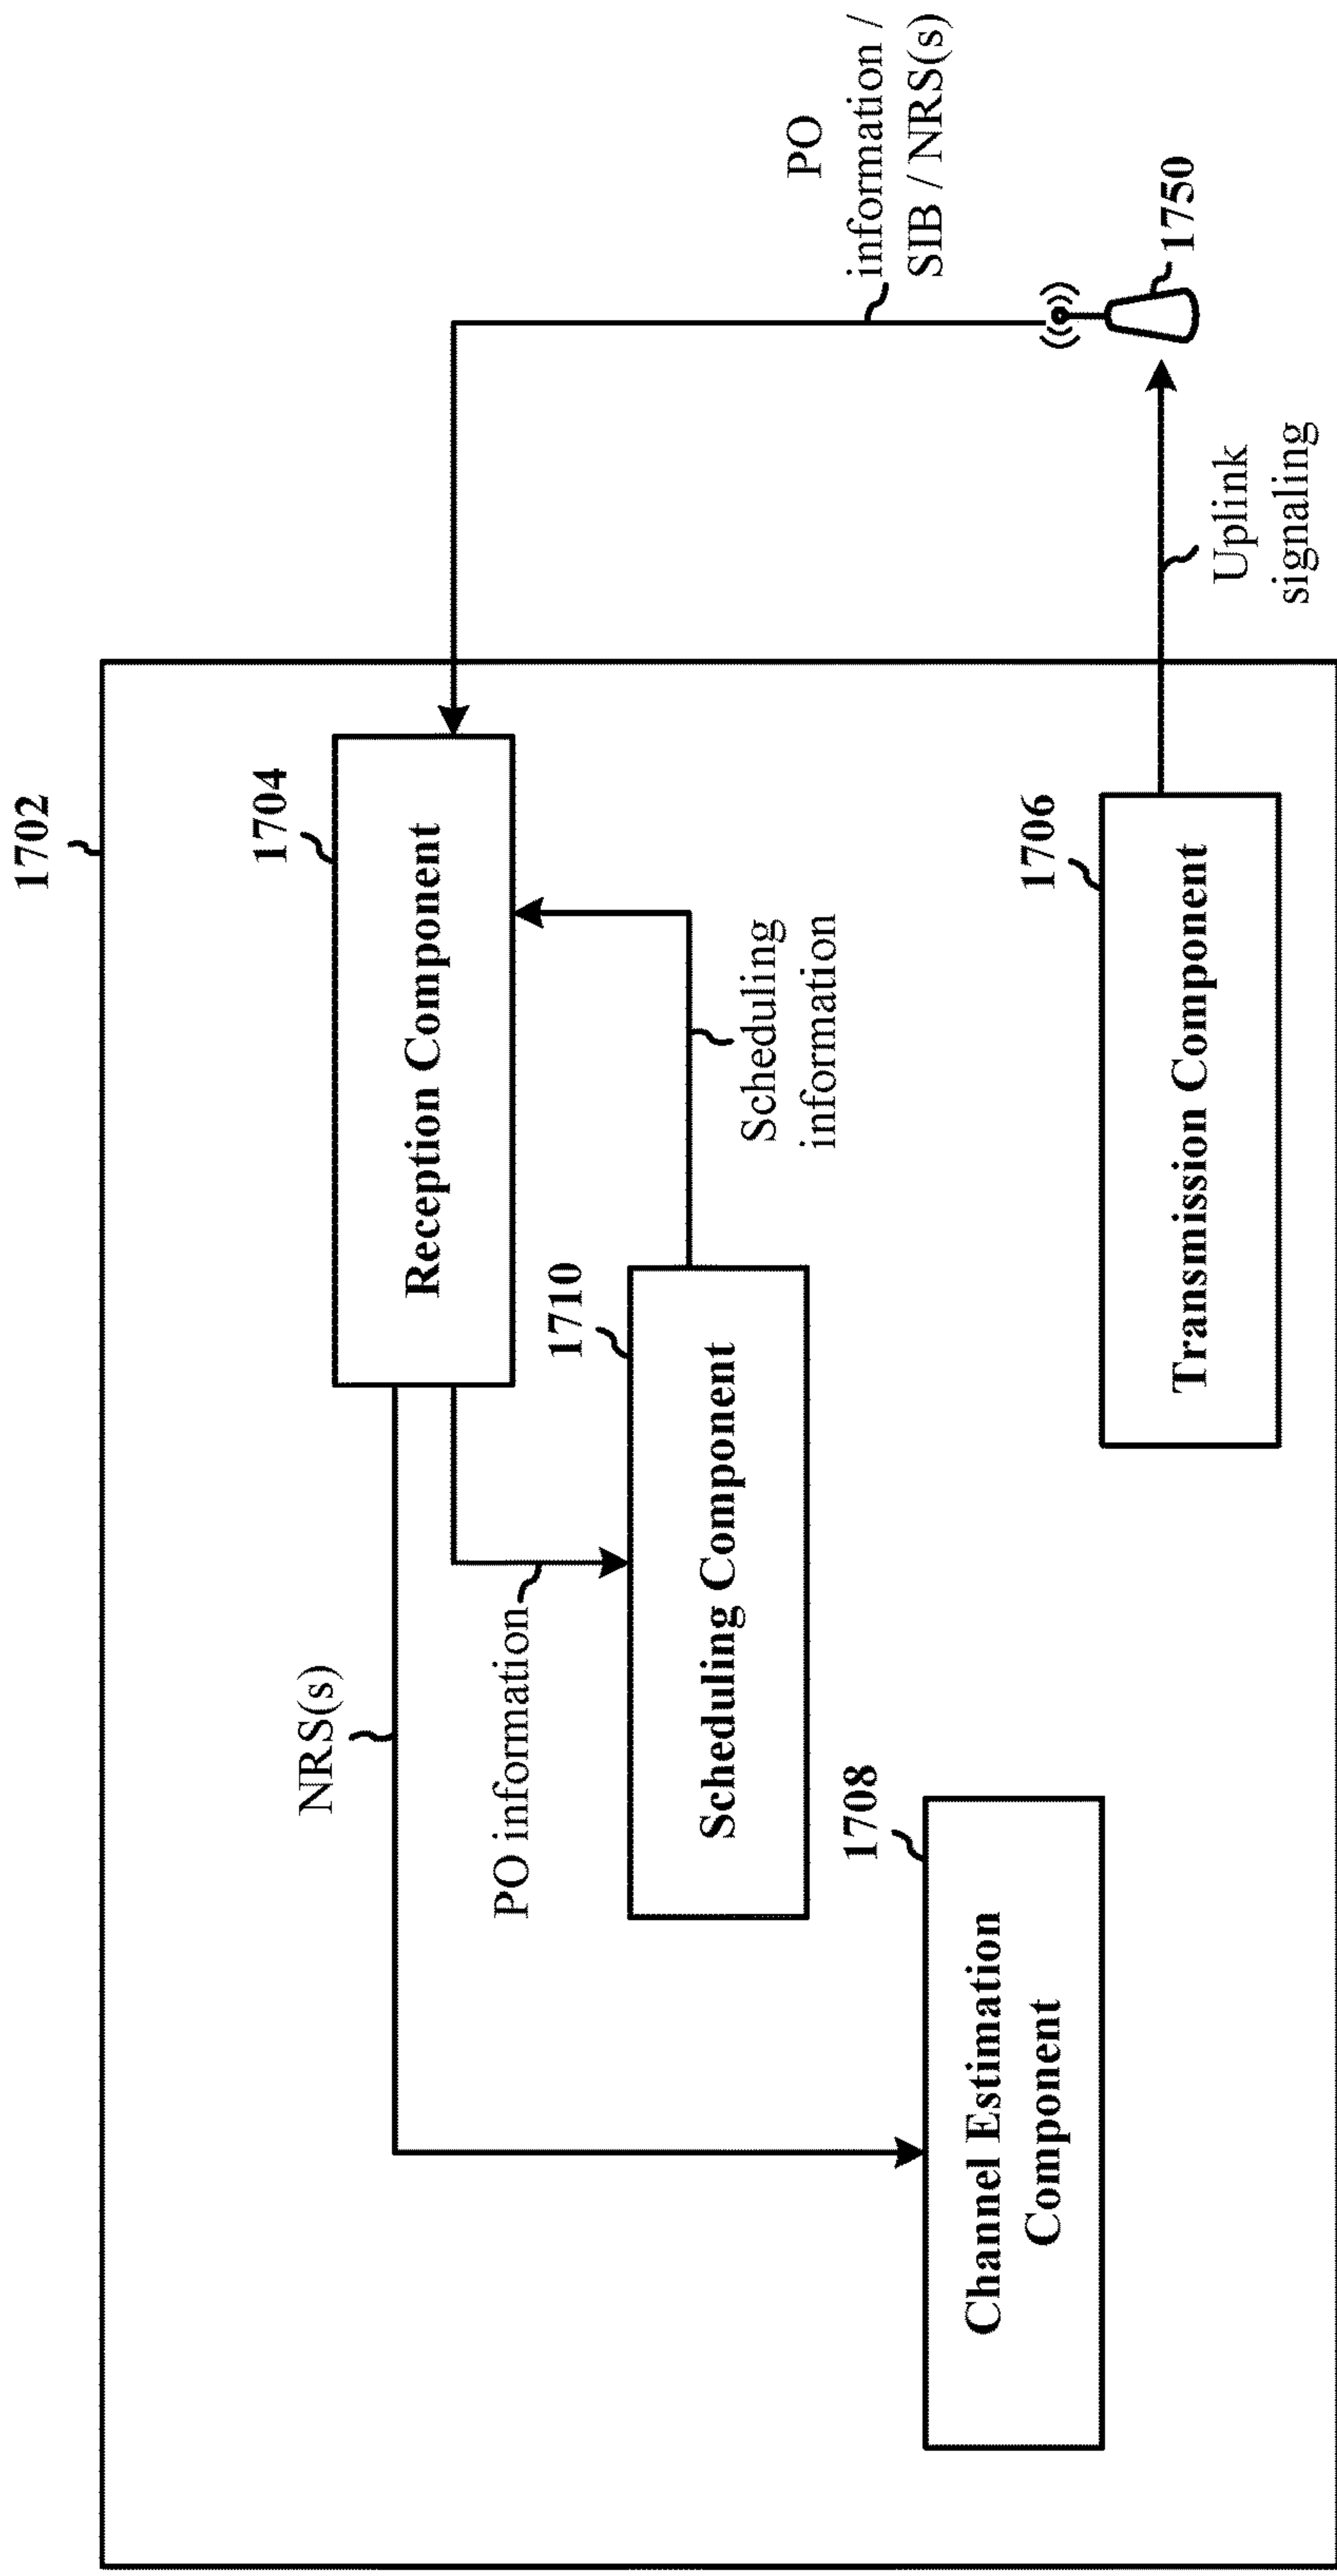 1702
1704
Reception Component
NRS(s)
PO information
1710
Scheduling Component
Scheduling
information
1708
Channel Estimation
Component
1706
Transmission Component
PO
information /
SIB / NRS(s)
1750
Uplink
signaling